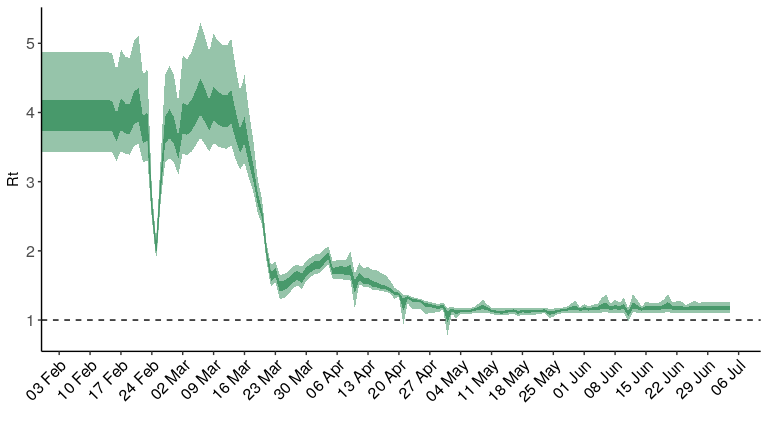 5
4
3
2
1
Rt
03 Feb
10 Feb
17 Feb
24 Feb
02 Mar
09 Mar
16 Mar
23 Mar
30 Mar
06 Apr
13 Apr
20 Apr
27 Apr
04 May
11 May
18 May
25 May
01 Jun
08 Jun
15 Jun
22 Jun
29 Jun
06 Jul